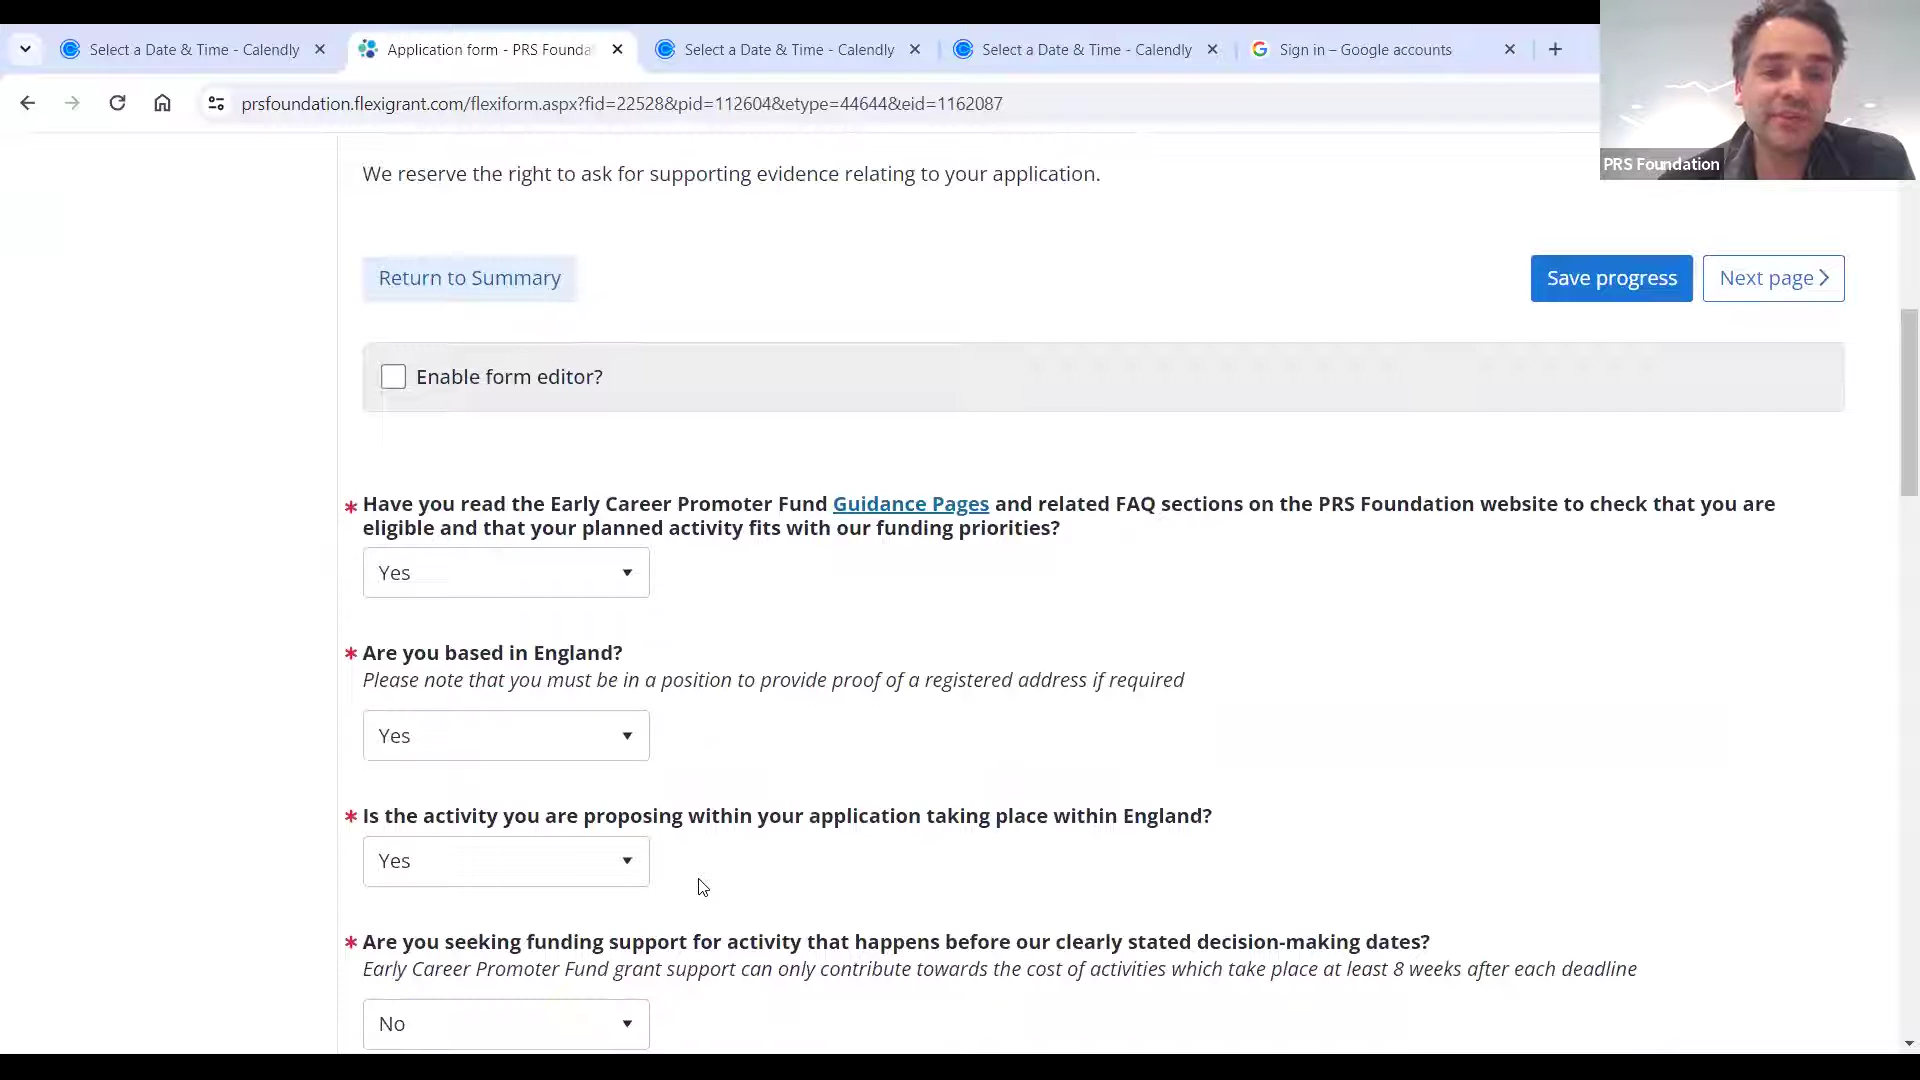 Select a Date & Time - Calendly
Application form - PRS Founda
Select a Date & Time - Calendly
Select a Date & Time - Calendly
Sign in – Google accounts
prsfoundation.flexigrant.com/flexiform.aspx?fid=22528&pid=112604&etype=44644&eid=1162087
PRS Foundation
We reserve the right to ask for supporting evidence relating to your application.
Return to Summary
Save progress
Next page
Enable form editor?
* Have you read the Early Career Promoter Fund Guidance Pages and related FAQ sections on the PRS Foundation website to check that you are
eligible and that your planned activity fits with our funding priorities?
Yes
* Are you based in England?
Please note that you must be in a position to provide proof of a registered address if required
Yes
* Is the activity you are proposing within your application taking place within England?
Yes
* Are you seeking funding support for activity that happens before our clearly stated decision-making dates?
Early Career Promoter Fund grant support can only contribute towards the cost of activities which take place at least 8 weeks after each deadline
No